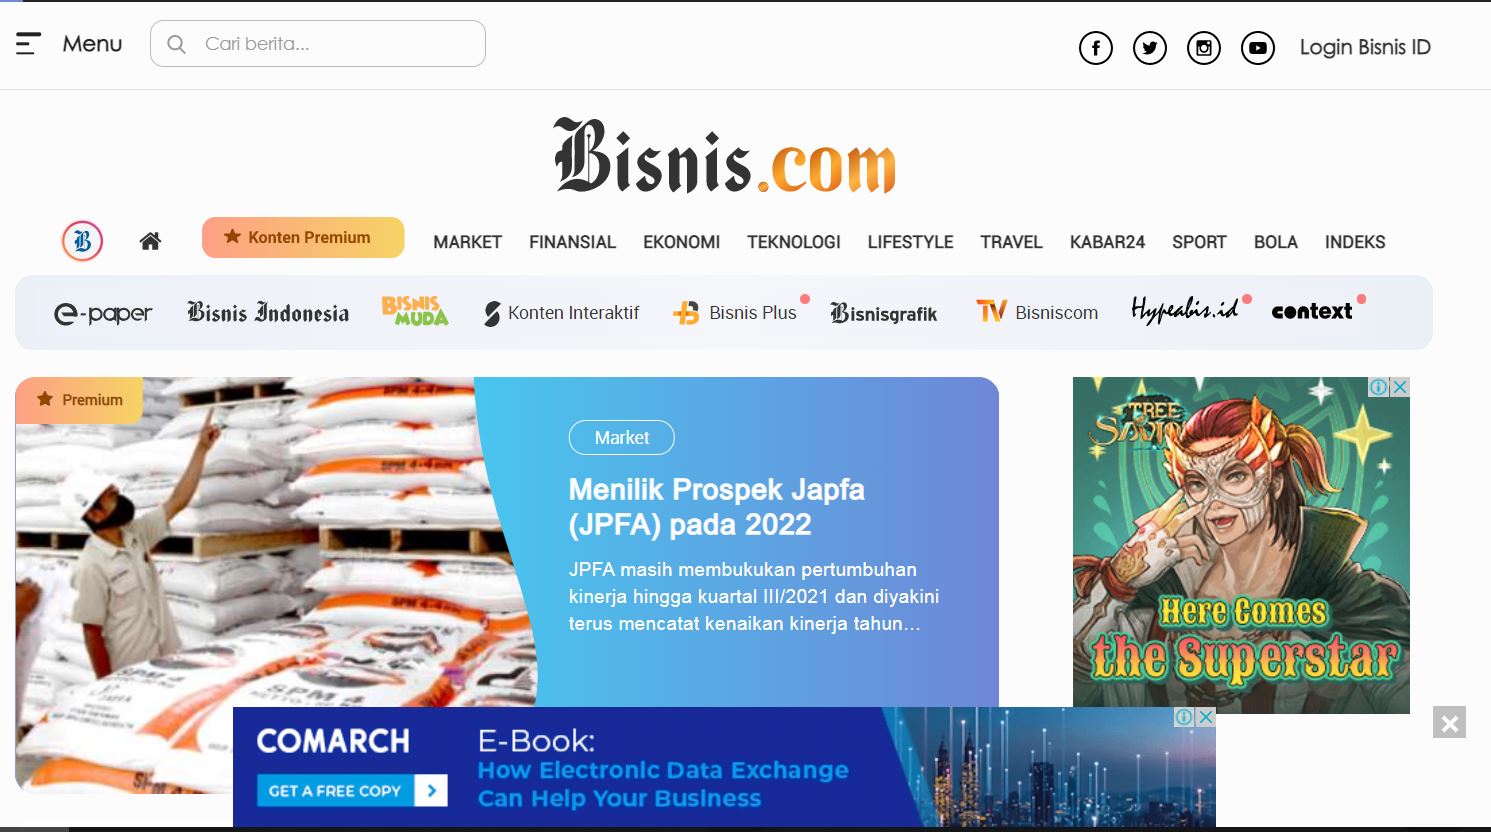 Menu
Cari berita...
Login Bisnis ID
Bisnis.com
B
Konten Premium
MARKET
FINANSIAL
EKONOMI
TEKNOLOGI
LIFESTYLE
TRAVEL
KABAR24
SPORT
BOLA
INDEKS
e-paper
Bisnis Indonesia
BISNIS
MUDA
Konten Interaktif
Bisnis Plus
Bisnisgrafik
TV Bisniscom
Hypeabis.id
context
Premium
Market
Menilik Prospek Japfa
(JPFA) pada 2022
JPFA masih membukukan pertumbuhan
kinerja hingga kuartal III/2021 dan diyakini
terus mencatat kenaikan kinerja tahun...
SPM 4
TREE
SAVIOR
Here Comes
the Superstar
COMARCH
GET A FREE COPY
E-Book:
How Electronic Data Exchange
Can Help Your Business